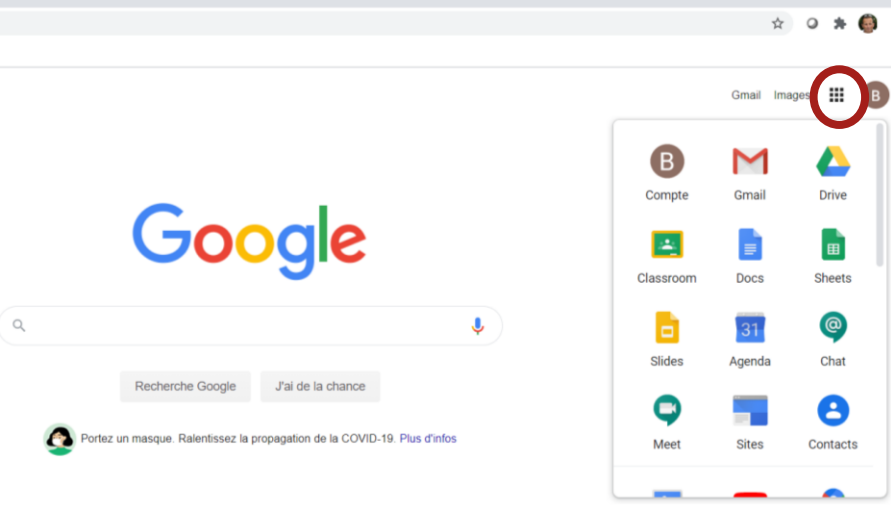 Gmail Images
B
Google
B
Compte Gmail Drive
Classroom Docs Sheets
31
@
Slides Agenda Chat
Meet Sites Contacts
Recherche Google J'ai de la chance
Portez un masque. Ralentissez la propagation de la COVID-19. Plus d'infos